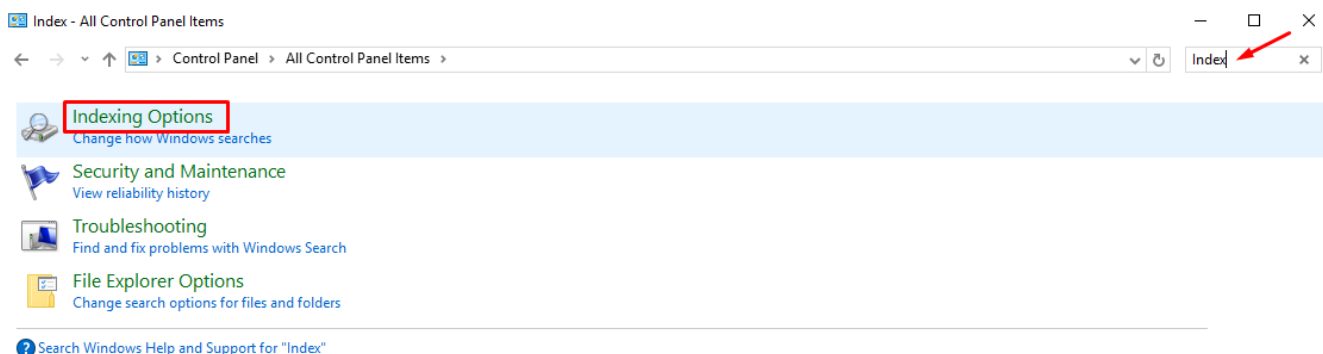 Index - All Control Panel Items
Control Panel > All Control Panel Items >
Index
Indexing Options
Change how Windows searches
Security and Maintenance
View reliability history
Troubleshooting
Find and fix problems with Windows Search
File Explorer Options
Change search options for files and folders
? Search Windows Help and Support for "Index"